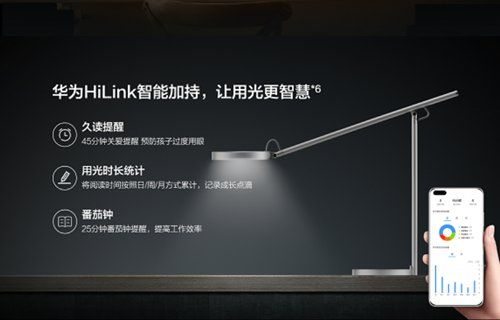 华为HiLink智能加持，让用光更智慧*6
久读提醒
45分钟关爱提醒 预防孩子过度用眼
用光时长统计
将阅读时间按照日/周/月方式累计，记录成长点滴
番茄钟
25分钟番茄钟提醒，提高工作效率